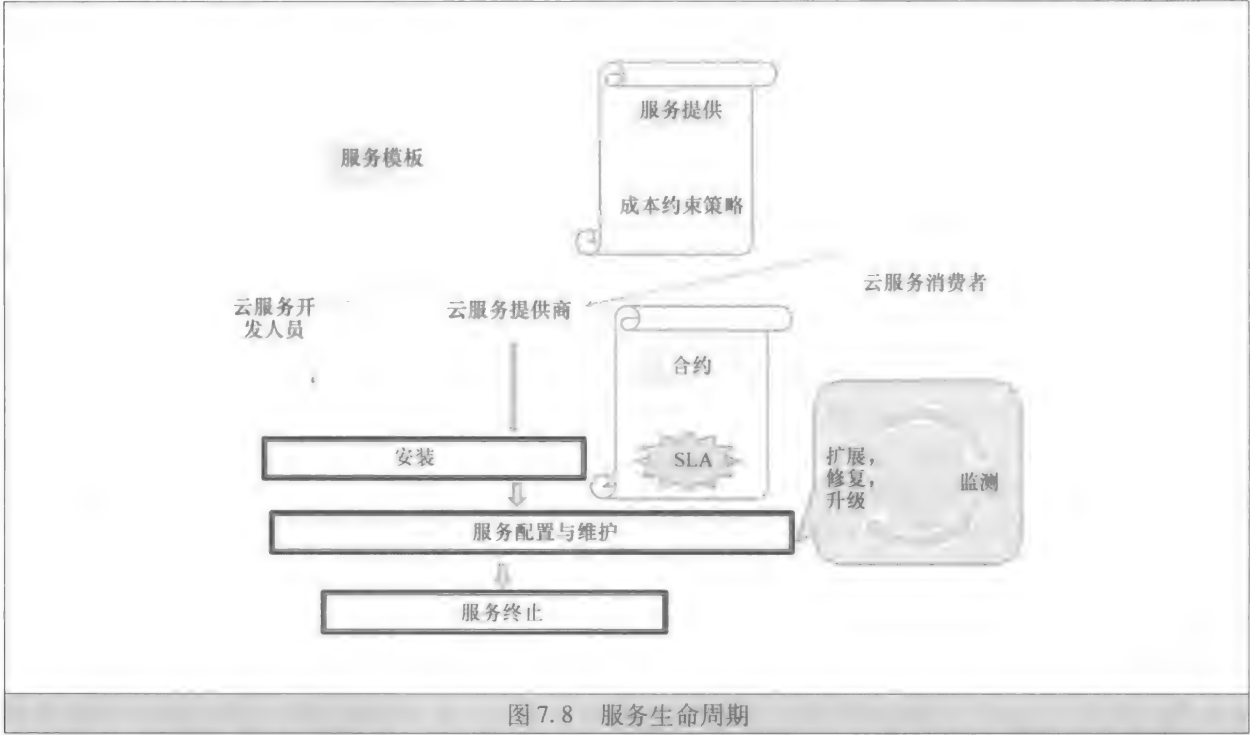 服务提供
服务模板
成本约束策略
云服务消费者
云服务开
发人员
云服务提供商
合约
安装
SLA
扩展，
修复，
升级
监测
服务配置与维护
服务终止
图7.8 服务生命周期